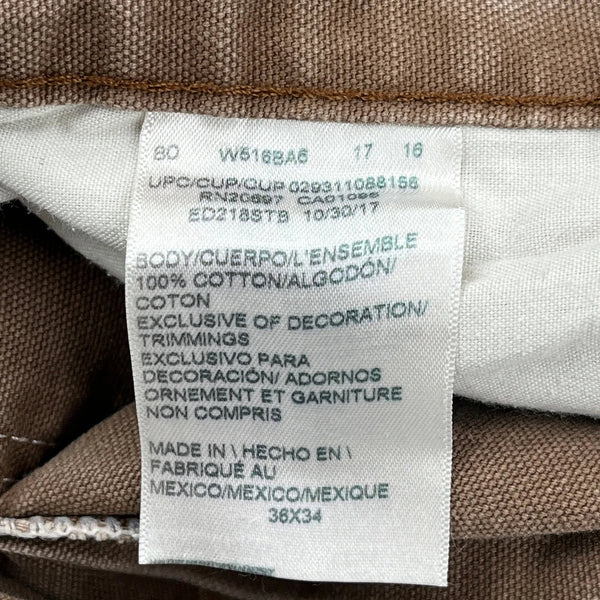 BO W516BA6 17 16
UPC/CUP/CUP 029311088156
RN20697 CA01095
ED218STB 10/30/17
BODY/CUERPO/L'ENSEMBLE
100% COTTON/ALGODÓN/
COTON
EXCLUSIVE OF DECORATION/
TRIMMINGS
EXCLUSIVO PARA
DECORACIÓN/ ADORNOS
ORNEMENT ET GARNITURE
NON COMPRIS
MADE IN \ HECHO EN \
FABRIQUÉ AU
MEXICO/MEXICO/MEXIQUE
36X34